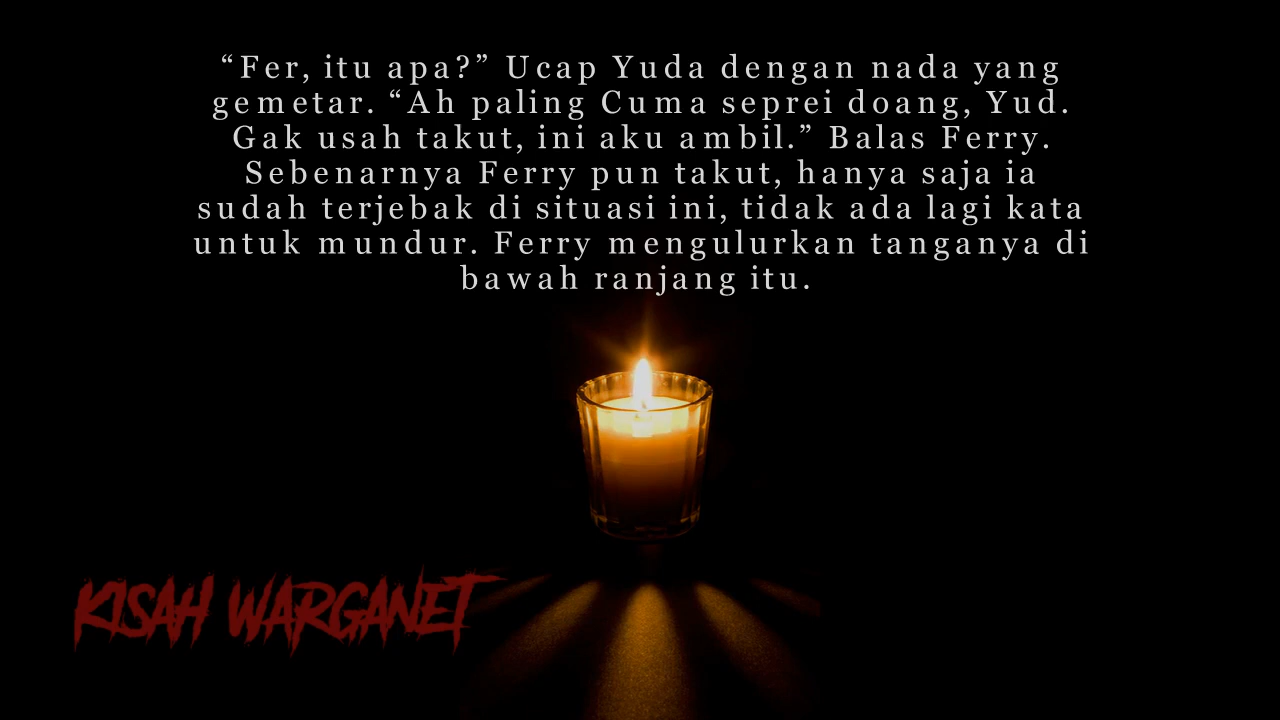 “Fer, itu apa?” Ucap Yuda dengan nada yang
gemetar. “Ah paling Cuma seprei doang, Yud.
Gak usah takut, ini aku ambil.” Balas Ferry.
Sebenarnya Ferry pun takut, hanya saja ia
sudah terjebak di situasi ini, tidak ada lagi kata
untuk mundur. Ferry mengulurkan tanganya di
bawah ranjang itu.
KISAH WARGANET